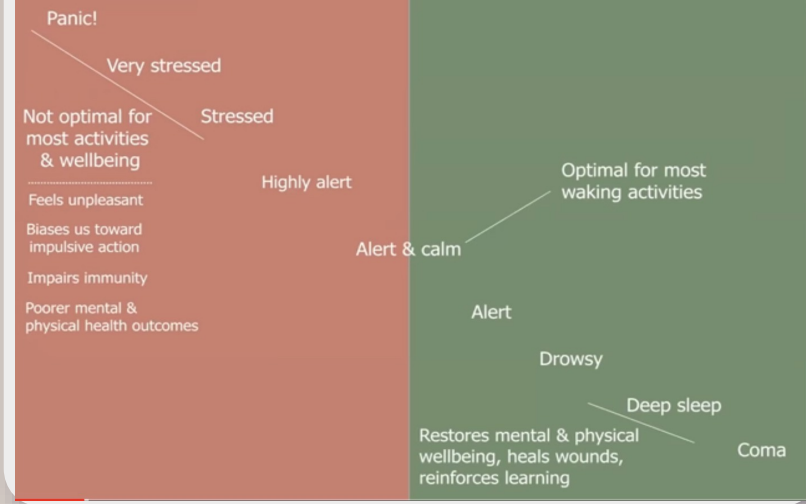 Panic!
Very stressed
Stressed
Not optimal for
most activities
& wellbeing
Feels unpleasant
Biases us toward
impulsive action
Impairs immunity
Poorer mental &
physical health outcomes
Highly alert
Alert & calm
Optimal for most
waking activities
Alert
Drowsy
Deep sleep
Coma
Restores mental & physical
wellbeing, heals wounds,
reinforces learning